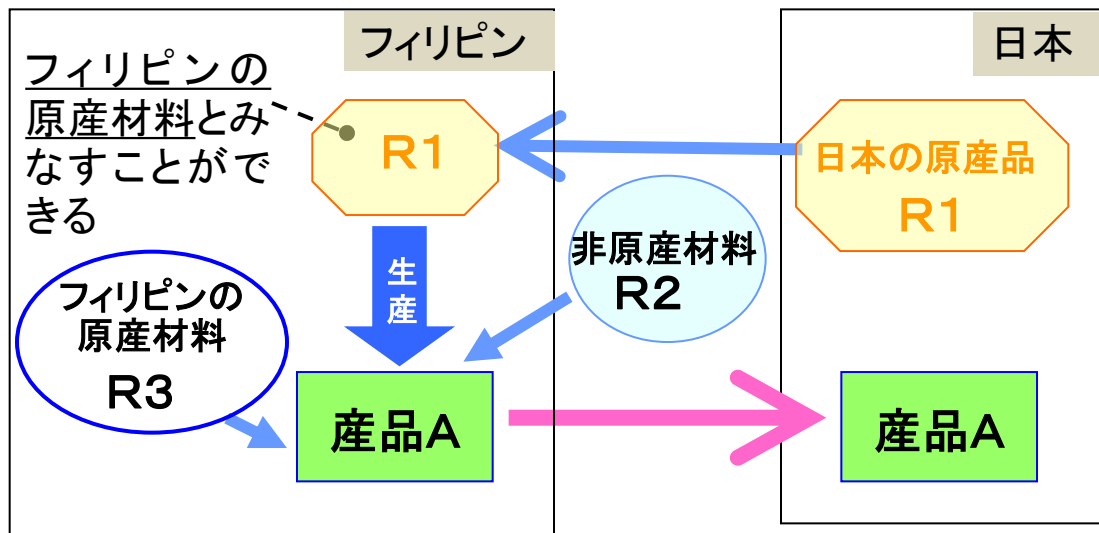 フィリピン
日本
フィリピンの
原産材料とみ
なすことがで
きる
Ｒ１
日本の原産品
Ｒ１
生
産
非原産材料
Ｒ２
フィリピンの
原産材料
Ｒ３
産品Ａ
産品Ａ